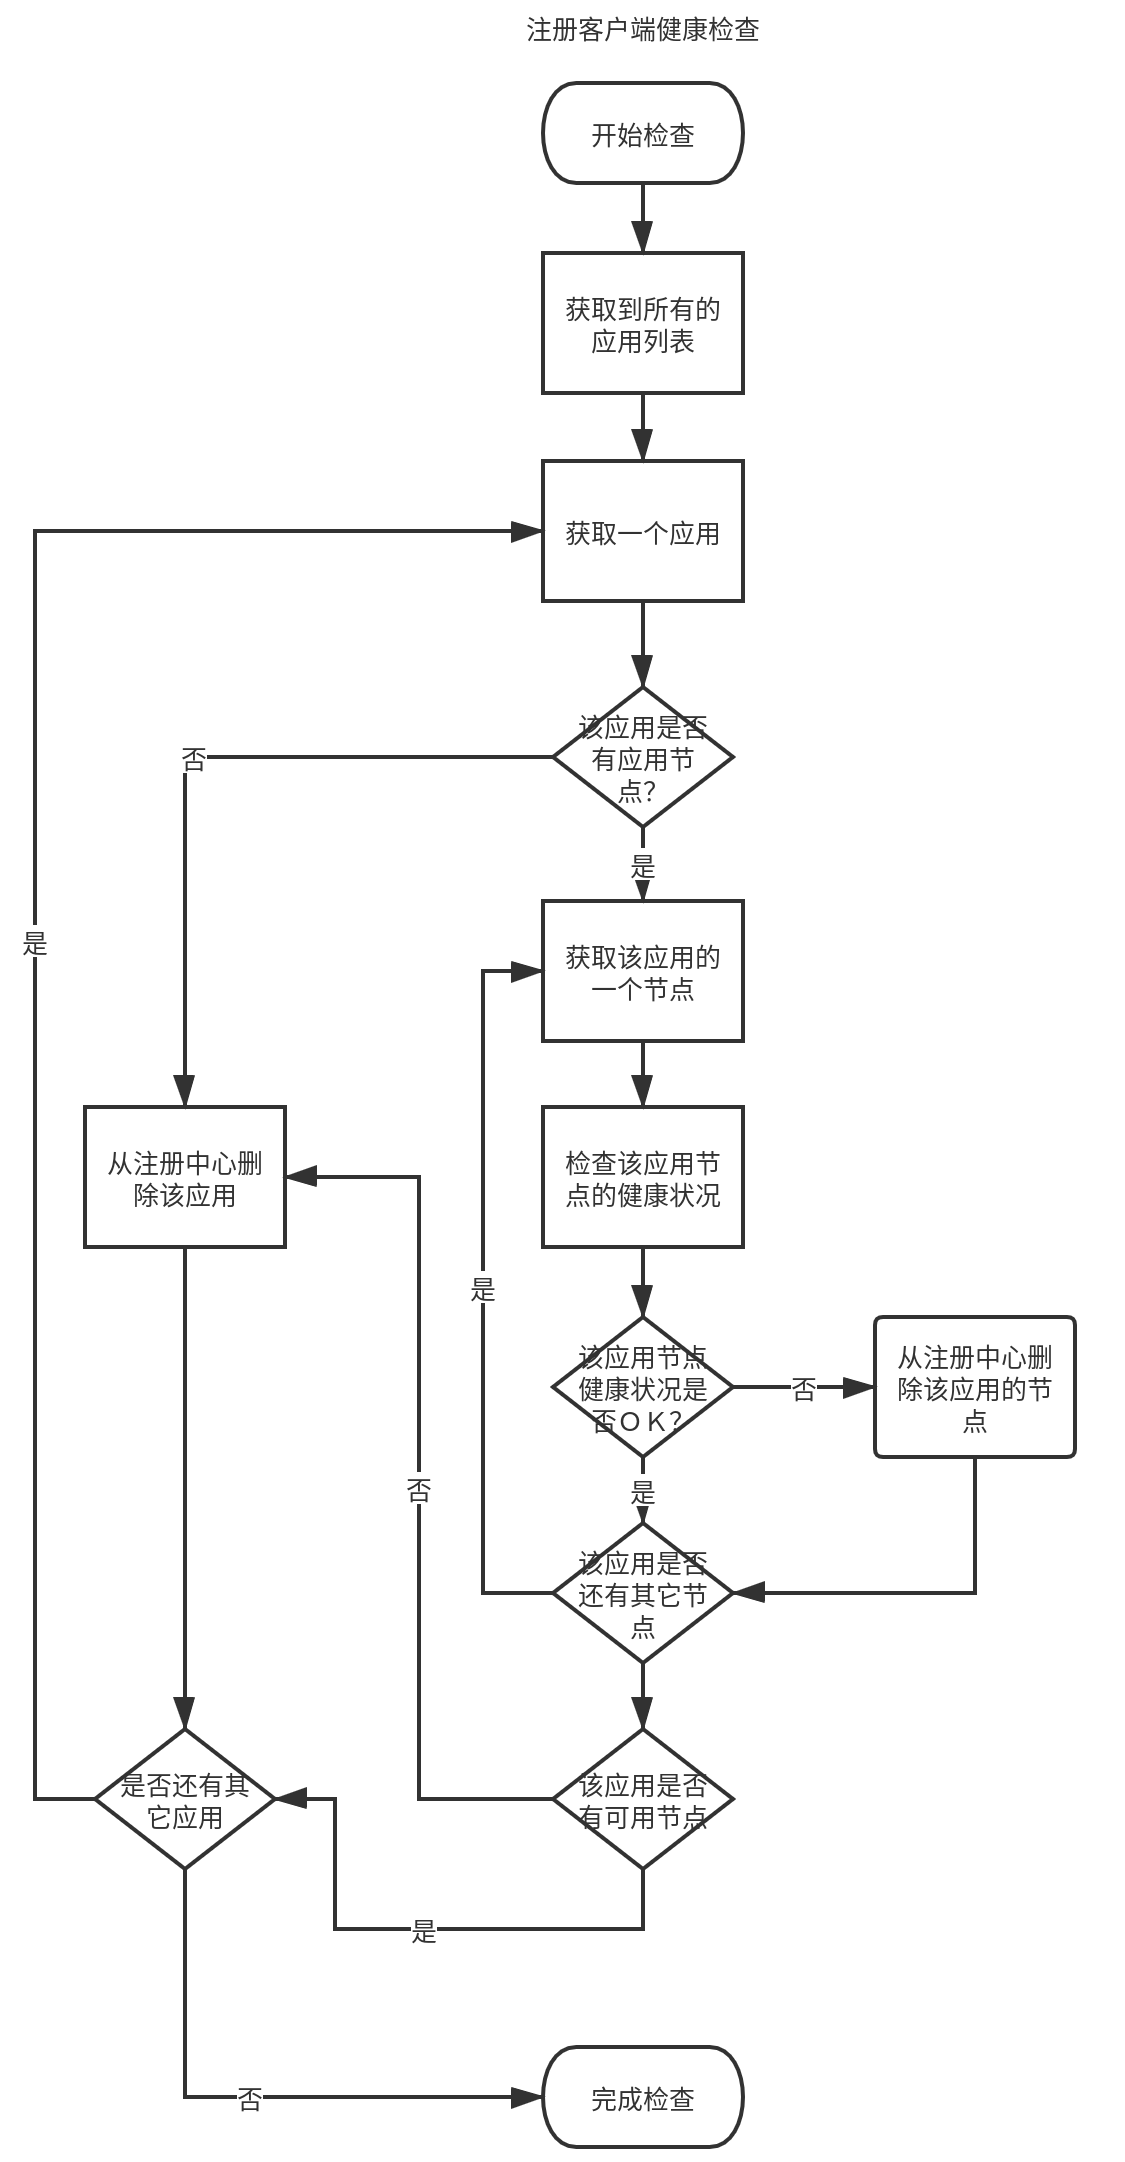 注册客户端健康检查
开始检查
获取到所有的
应用列表
获取一个应用
该应用是否
有应用节
点?
否
是
获取该应用的
一个节点
是
从注册中心删
除该应用
检查该应用节
点的健康状况
是
该应用节点
健康状况是
否ＯＫ?
否
从注册中心删
除该应用的节
点
否
是
该应用是否
还有其它节
点
是否还有其
它应用
该应用是否
有可用节点
是
否
完成检查